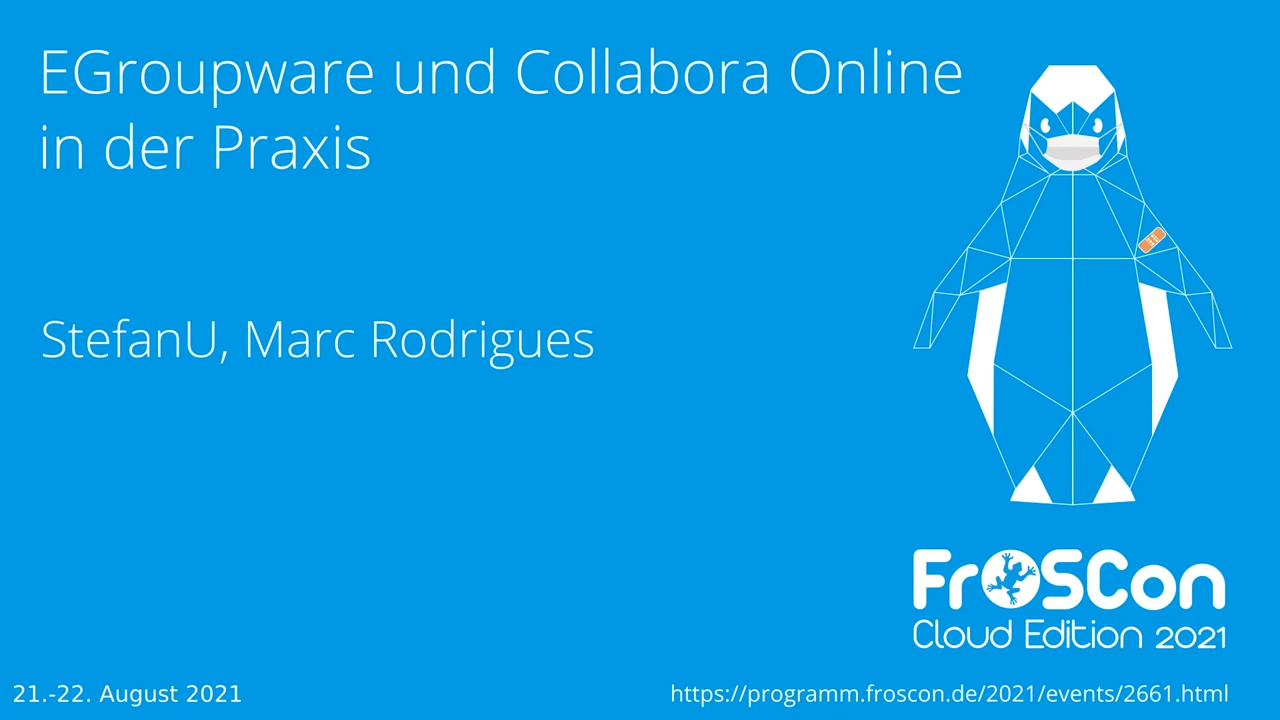 EGroupware und Collabora Online
in der Praxis
StefanU, Marc Rodrigues
FrOSCon
Cloud Edition 2021
21.-22. August 2021
https://programm.froscon.de/2021/events/2661.html